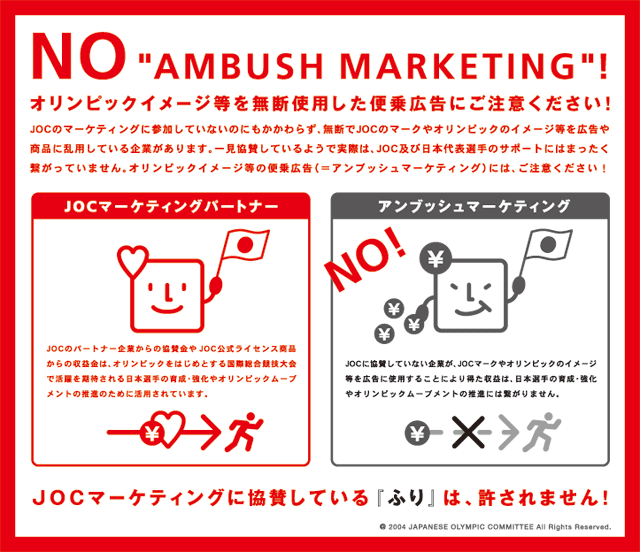 NO "AMBUSH MARKETING"!
オリンピックイメージ等を無断使用した便乗広告にご注意ください！
JOCのマーケティングに参加していないのにもかかわらず、無断でJOCのマークやオリンピックのイメージ等を広告や
商品に乱用している企業があります。一見協賛しているようで実際は、JOC及び日本代表選手のサポートにはまったく
繋がっていません。オリンピックイメージ等の便乗広告（＝アンブッシュマーケティング）には、ご注意ください！
JOCマーケティングパートナー
JOCのパートナー企業からの協賛金やJOC公式ライセンス商品
からの収益金は、オリンピックをはじめとする国際総合競技大会
で活躍を期待される日本選手の育成・強化やオリンピックムーブ
メントの推進のために活用されています。
¥
アンブッシュマーケティング
NO!
¥
¥
¥
¥
JOCに協賛していない企業が、JOCマークやオリンピックのイメージ
等を広告に使用することにより得た収益は、日本選手の育成・強化
やオリンピックムーブメントの推進には繋がりません。
¥
JOCマーケティングに協賛している『ふり』は、許されません！
@ 2004 JAPANESE OLYMPIC COMMITTEE All Rights Reserved.